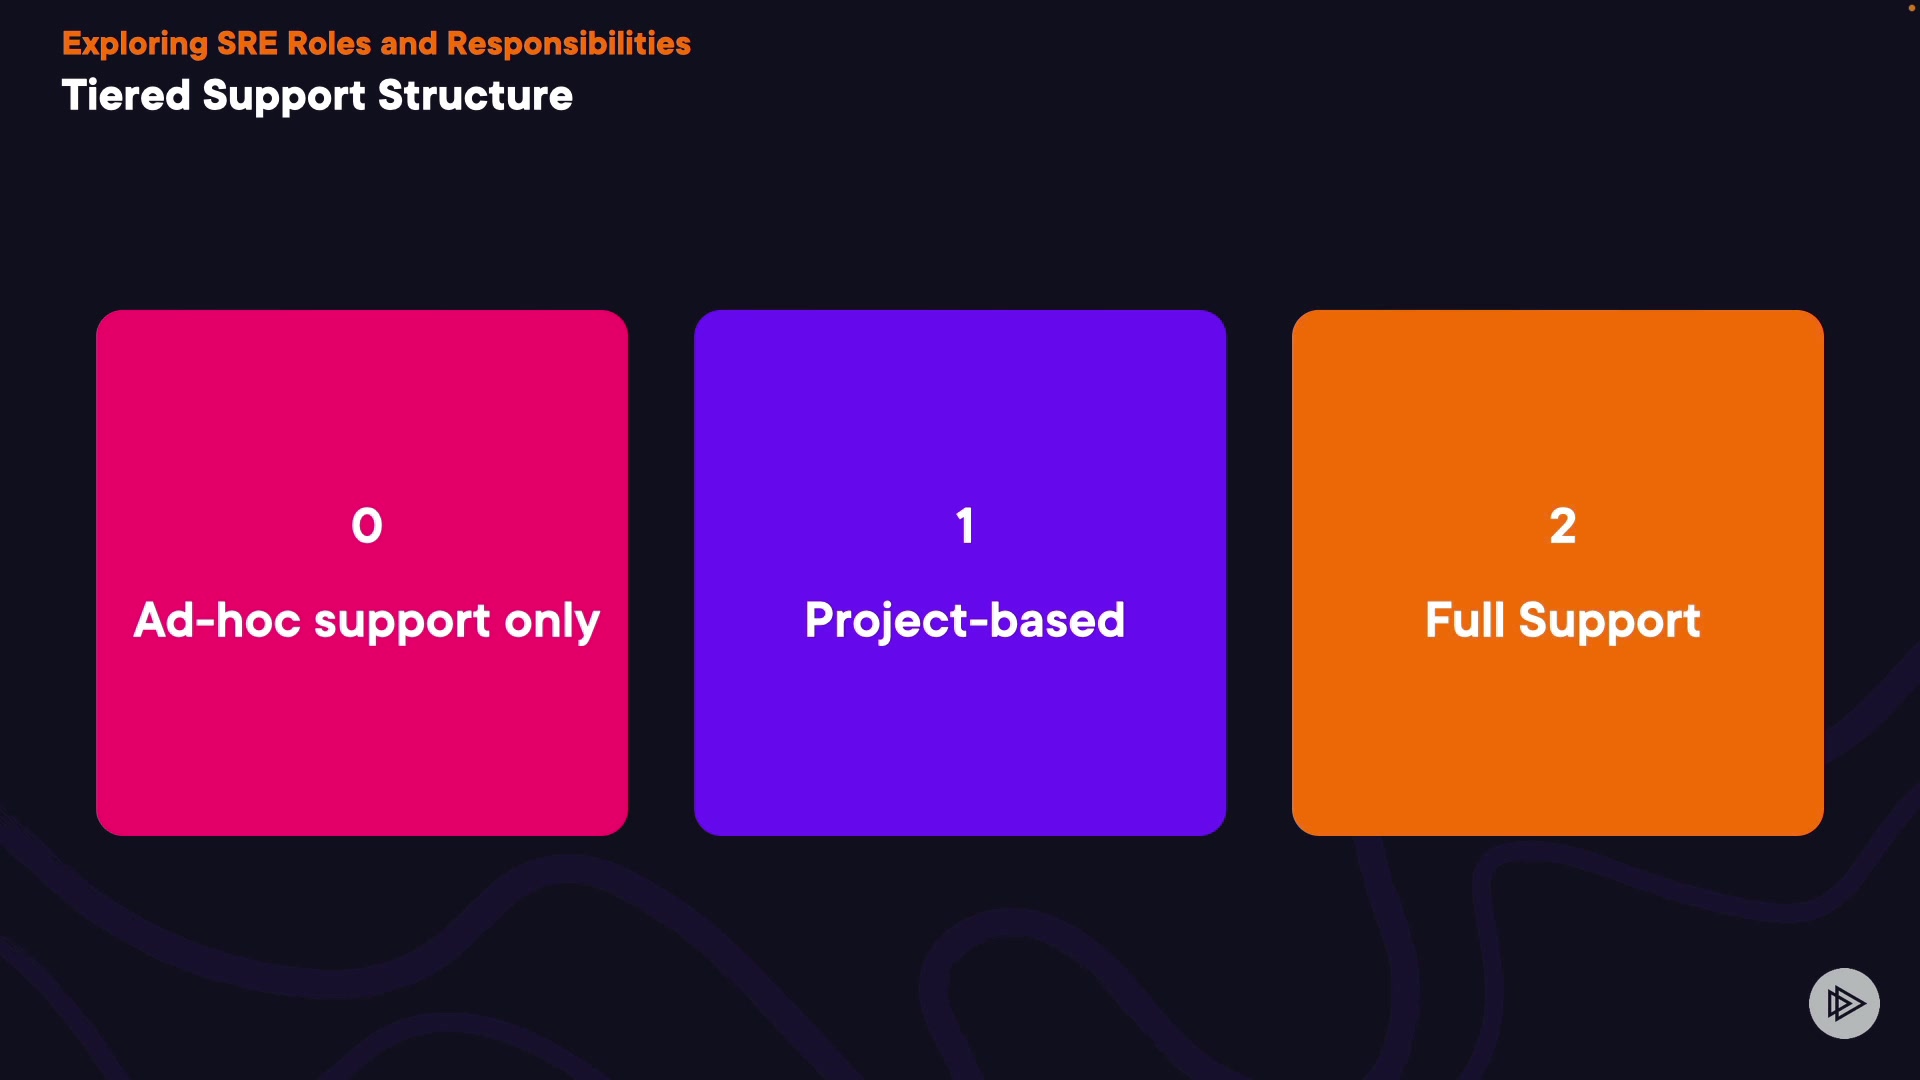 Exploring SRE Roles and Responsibilities
Tiered Support Structure
0
Ad-hoc support only
1
Project-based
2
Full Support